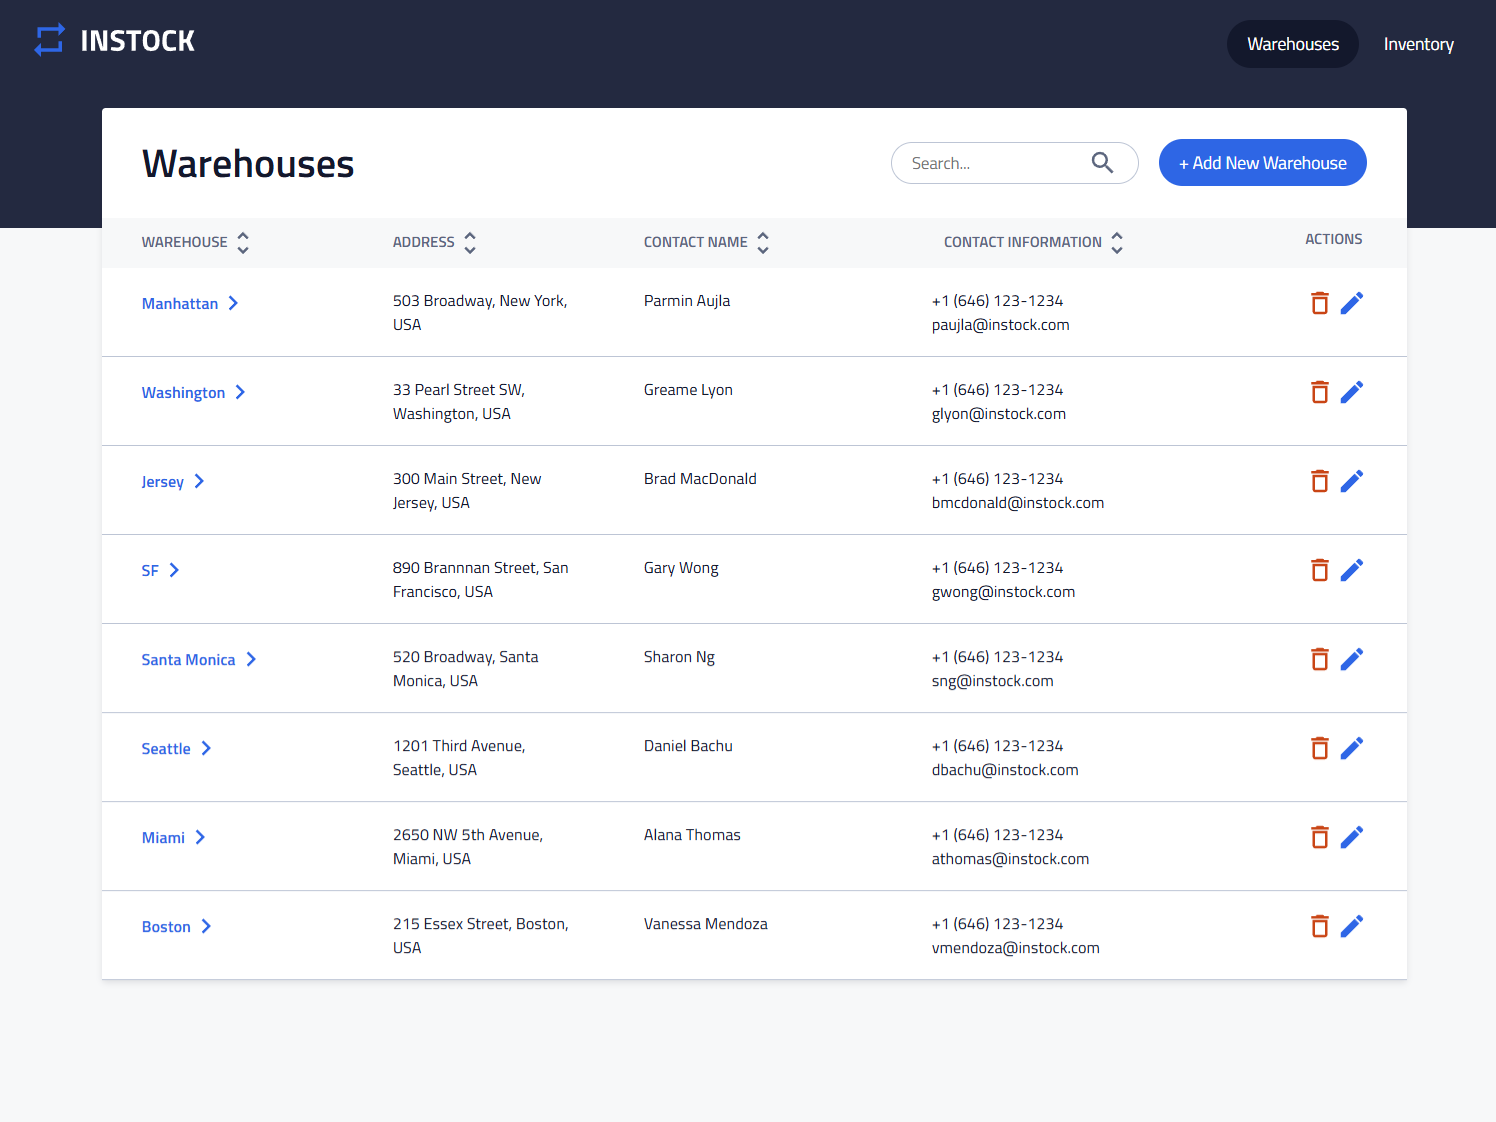 INSTOCK
Warehouses
Inventory
Warehouses
Search...
+ Add New Warehouse
WAREHOUSE
ADDRESS
CONTACT NAME
CONTACT INFORMATION
ACTIONS
Manhattan
503 Broadway, New York,
USA
Parmin Aujla
+1 (646) 123-1234
paujla@instock.com
Washington
33 Pearl Street SW,
Washington, USA
Greame Lyon
+1 (646) 123-1234
glyon@instock.com
Jersey
300 Main Street, New
Jersey, USA
Brad MacDonald
+1 (646) 123-1234
bmcdonald@instock.com
SF
890 Brannnan Street, San
Francisco, USA
Gary Wong
+1 (646) 123-1234
gwong@instock.com
Santa Monica
520 Broadway, Santa
Monica, USA
Sharon Ng
+1 (646) 123-1234
sng@instock.com
Seattle
1201 Third Avenue,
Seattle, USA
Daniel Bachu
+1 (646) 123-1234
dbachu@instock.com
Miami
2650 NW 5th Avenue,
Miami, USA
Alana Thomas
+1 (646) 123-1234
athomas@instock.com
Boston
215 Essex Street, Boston,
USA
Vanessa Mendoza
+1 (646) 123-1234
vmendoza@instock.com